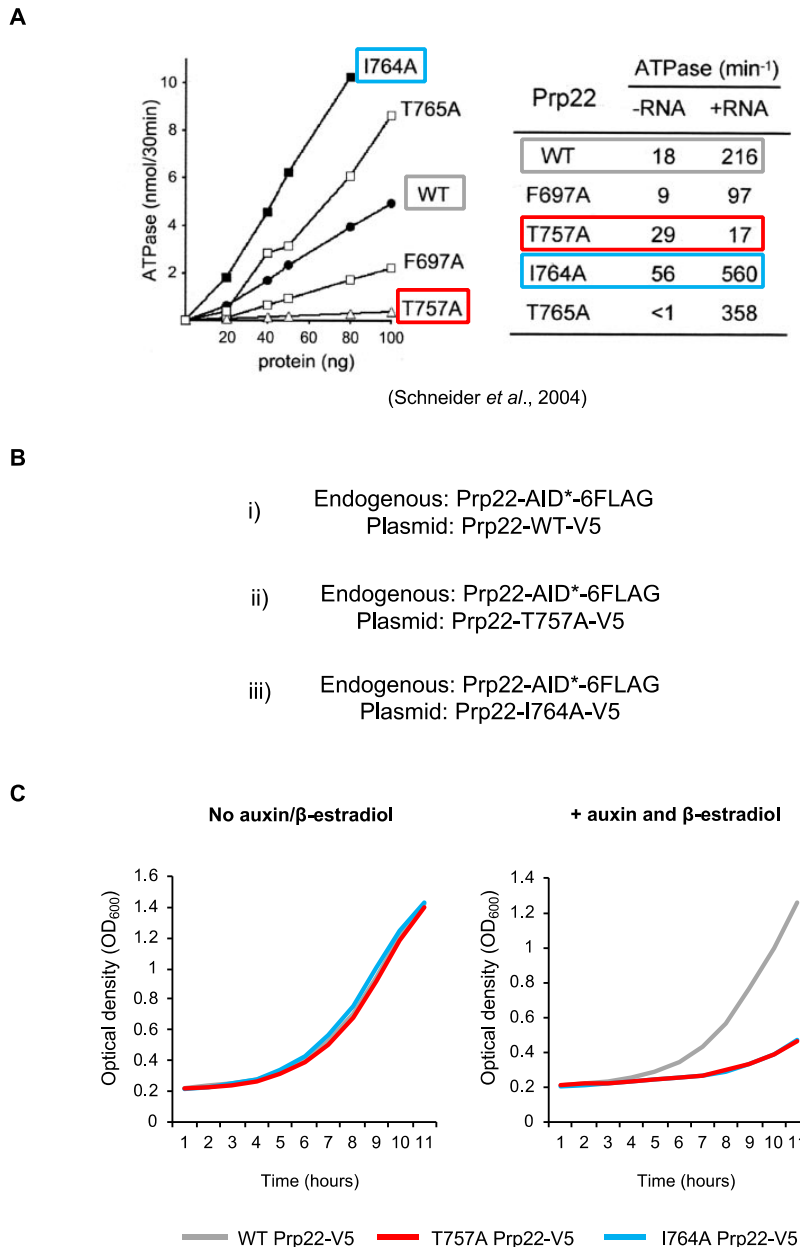 A
I764A
T765A
WT
F697A
T757A
10
8
6
4
2
20 40 60 80 100
ATPase (nmol/30min)
protein (ng)
Prp22 ATPase (min⁻¹)
-RNA +RNA
WT 18 216
F697A 9 97
T757A 29 17
I764A 56 560
T765A <1 358
(Schneider et al., 2004)
B
i) Endogenous: Prp22-AID*-6FLAG
Plasmid: Prp22-WT-V5
ii) Endogenous: Prp22-AID*-6FLAG
Plasmid: Prp22-T757A-V5
iii) Endogenous: Prp22-AID*-6FLAG
Plasmid: Prp22-I764A-V5
C
No auxin/β-estradiol
Optical density (OD₆₀₀)
1.6
1.4
1.2
1
0.8
0.6
0.4
0.2
0
1 2 3 4 5 6 7 8 9 10 11
Time (hours)
+ auxin and β-estradiol
Optical density (OD₆₀₀)
1.4
1.2
1
0.8
0.6
0.4
0.2
0
1 2 3 4 5 6 7 8 9 10 11
Time (hours)
WT Prp22-V5 T757A Prp22-V5 I764A Prp22-V5